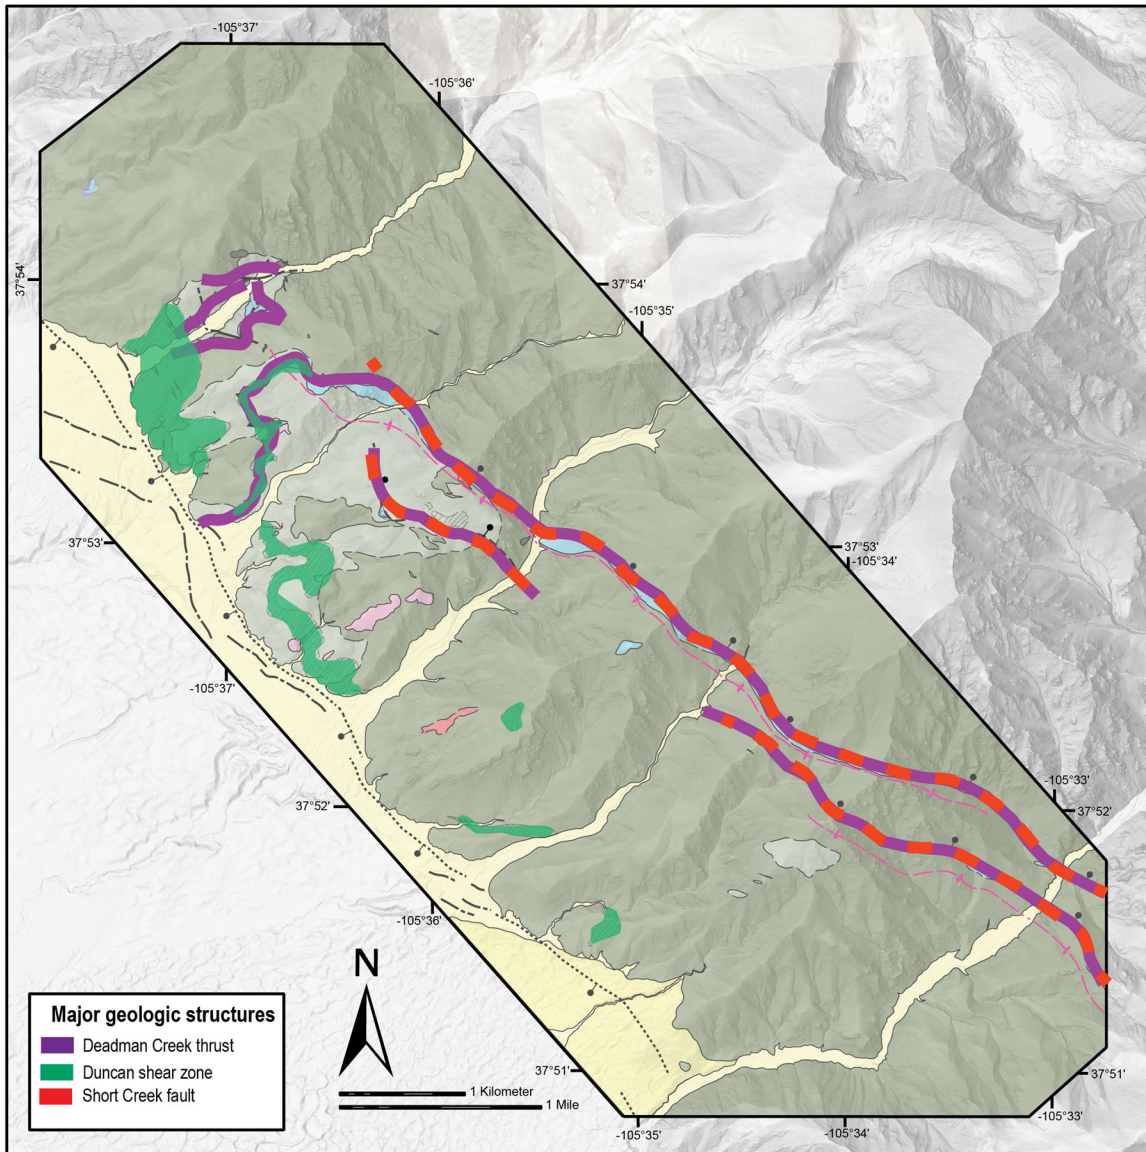 -105°37'
-105°36'
37°54'
37°54'
-105°35'
37°53'
37°53'
-105°34'
-105°37'
-105°33'
37°52'
37°52'
-105°36'
N
Major geologic structures
Deadman Creek thrust
Duncan shear zone
Short Creek fault
1 Kilometer
1 Mile
37°51'
37°51'
-105°35'
-105°34'
-105°33'